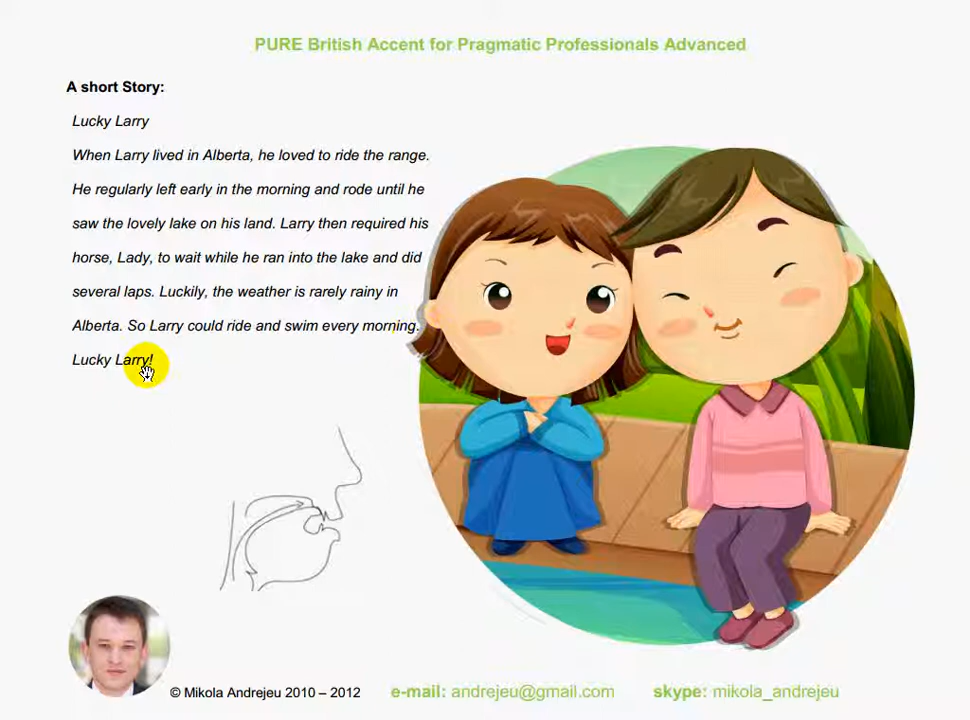 PURE British Accent for Pragmatic Professionals Advanced
A short Story:
Lucky Larry
When Larry lived in Alberta, he loved to ride the range.
He regularly left early in the morning and rode until he
saw the lovely lake on his land. Larry then required his
horse, Lady, to wait while he ran into the lake and did
several laps. Luckily, the weather is rarely rainy in
Alberta. So Larry could ride and swim every morning.
Lucky Larry!
© Mikola Andrejeu 2010 – 2012 e-mail: andrejeu@gmail.com skype: mikola_andrejeu